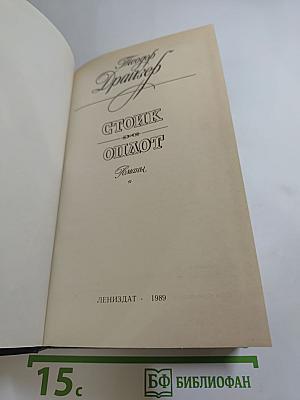 Теодор
Драйзер
СТОИК
ОПЛОТ
Романы
ЛЕНИЗДАТ · 1989
15с
БФ БИБЛИОФАН